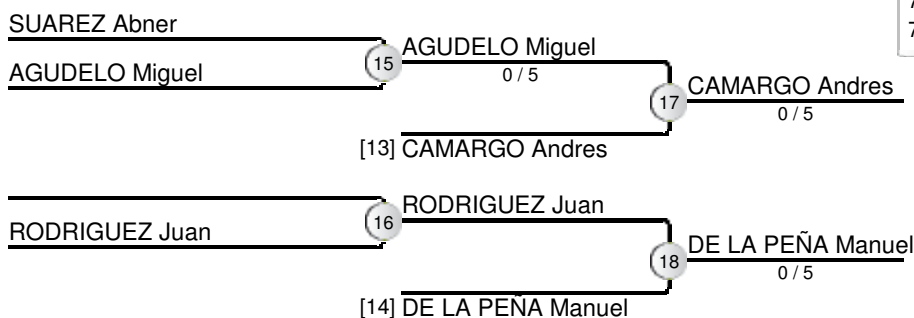 SUAREZ Abner
15
AGUDELO Miguel
0 / 5
AGUDELO Miguel
17
CAMARGO Andres
0 / 5
[13] CAMARGO Andres
16
RODRIGUEZ Juan
RODRIGUEZ Juan
18
DE LA PEÑA Manuel
0 / 5
[14] DE LA PEÑA Manuel